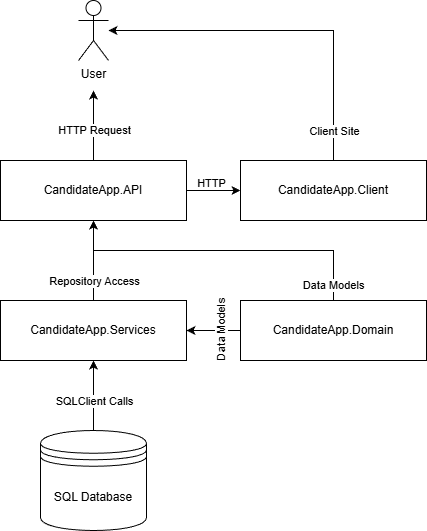 User
HTTP Request
Client Site
CandidateApp.API
HTTP
CandidateApp.Client
Repository Access
Data Models
CandidateApp.Services
Data Models
CandidateApp.Domain
SQLClient Calls
SQL Database